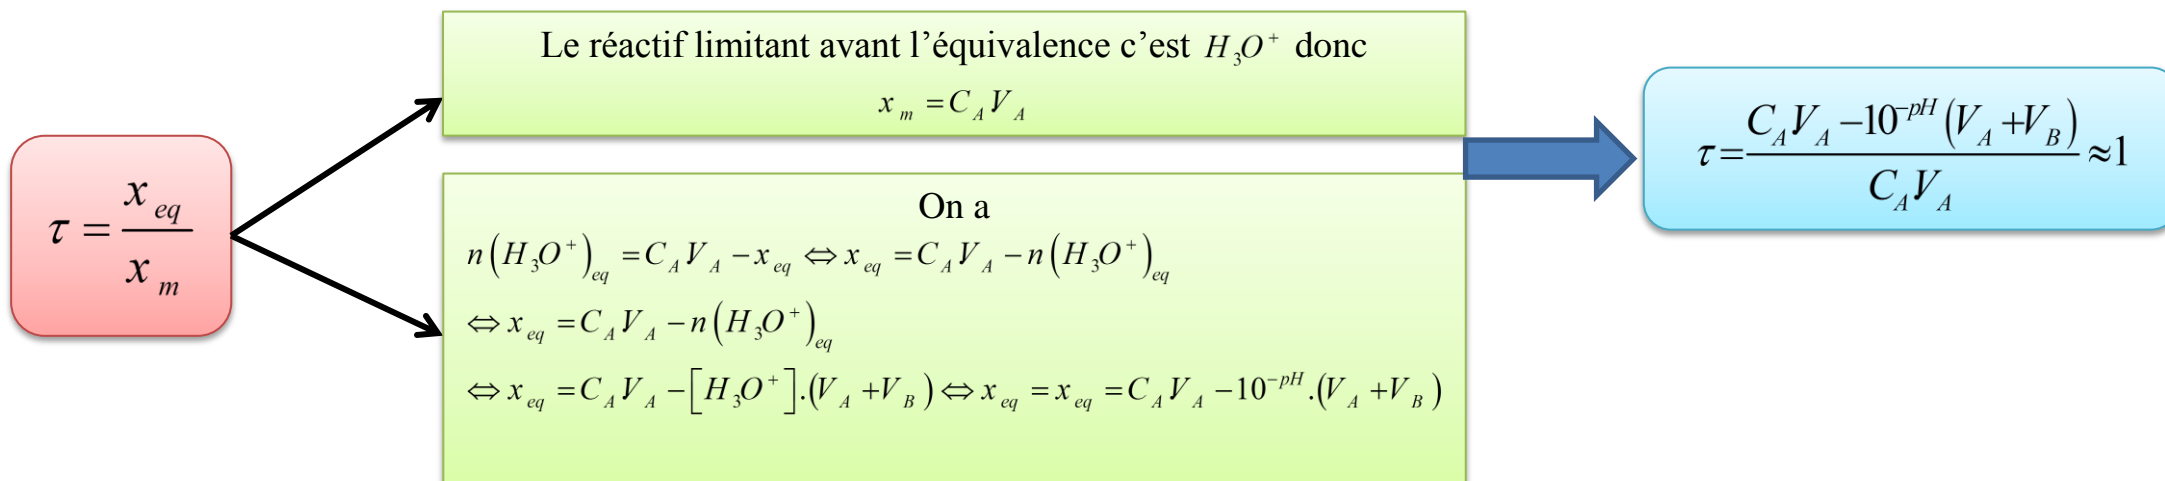 τ = x_eq / x_m
Le réactif limitant avant l’équivalence c’est H₃O⁺ donc
x_m = C_A V_A
On a
n(H₃O⁺)_eq = C_A V_A − x_eq ⇔ x_eq = C_A V_A − n(H₃O⁺)_eq
⇔ x_eq = C_A V_A − n(H₃O⁺)_eq
⇔ x_eq = C_A V_A − [H₃O⁺].(V_A + V_B) ⇔ x_eq = x_eq = C_A V_A − 10^{−pH}.(V_A + V_B)
τ = (C_A V_A − 10^{−pH}(V_A + V_B)) / (C_A V_A) ≈ 1